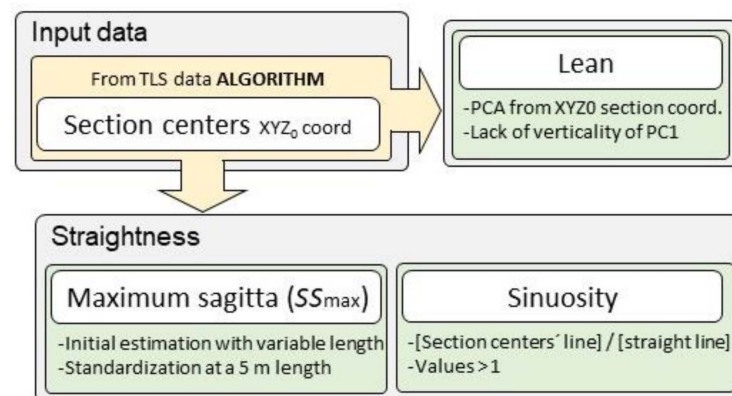 Input data
From TLS data ALGORITHM
Section centers XYZ₀ coord
Lean
-PCA from XYZ0 section coord.
-Lack of verticality of PC1
Straightness
Maximum sagitta (SSmax)
-Initial estimation with variable length
-Standardization at a 5 m length
Sinuosity
-[Section centers´ line] / [straight line]
-Values>1